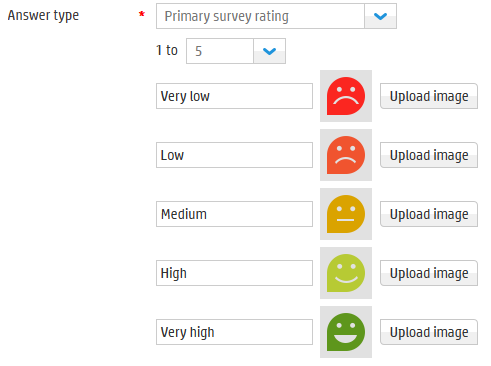 Answer type * Primary survey rating
1 to 5
Very low Upload image
Low Upload image
Medium Upload image
High Upload image
Very high Upload image